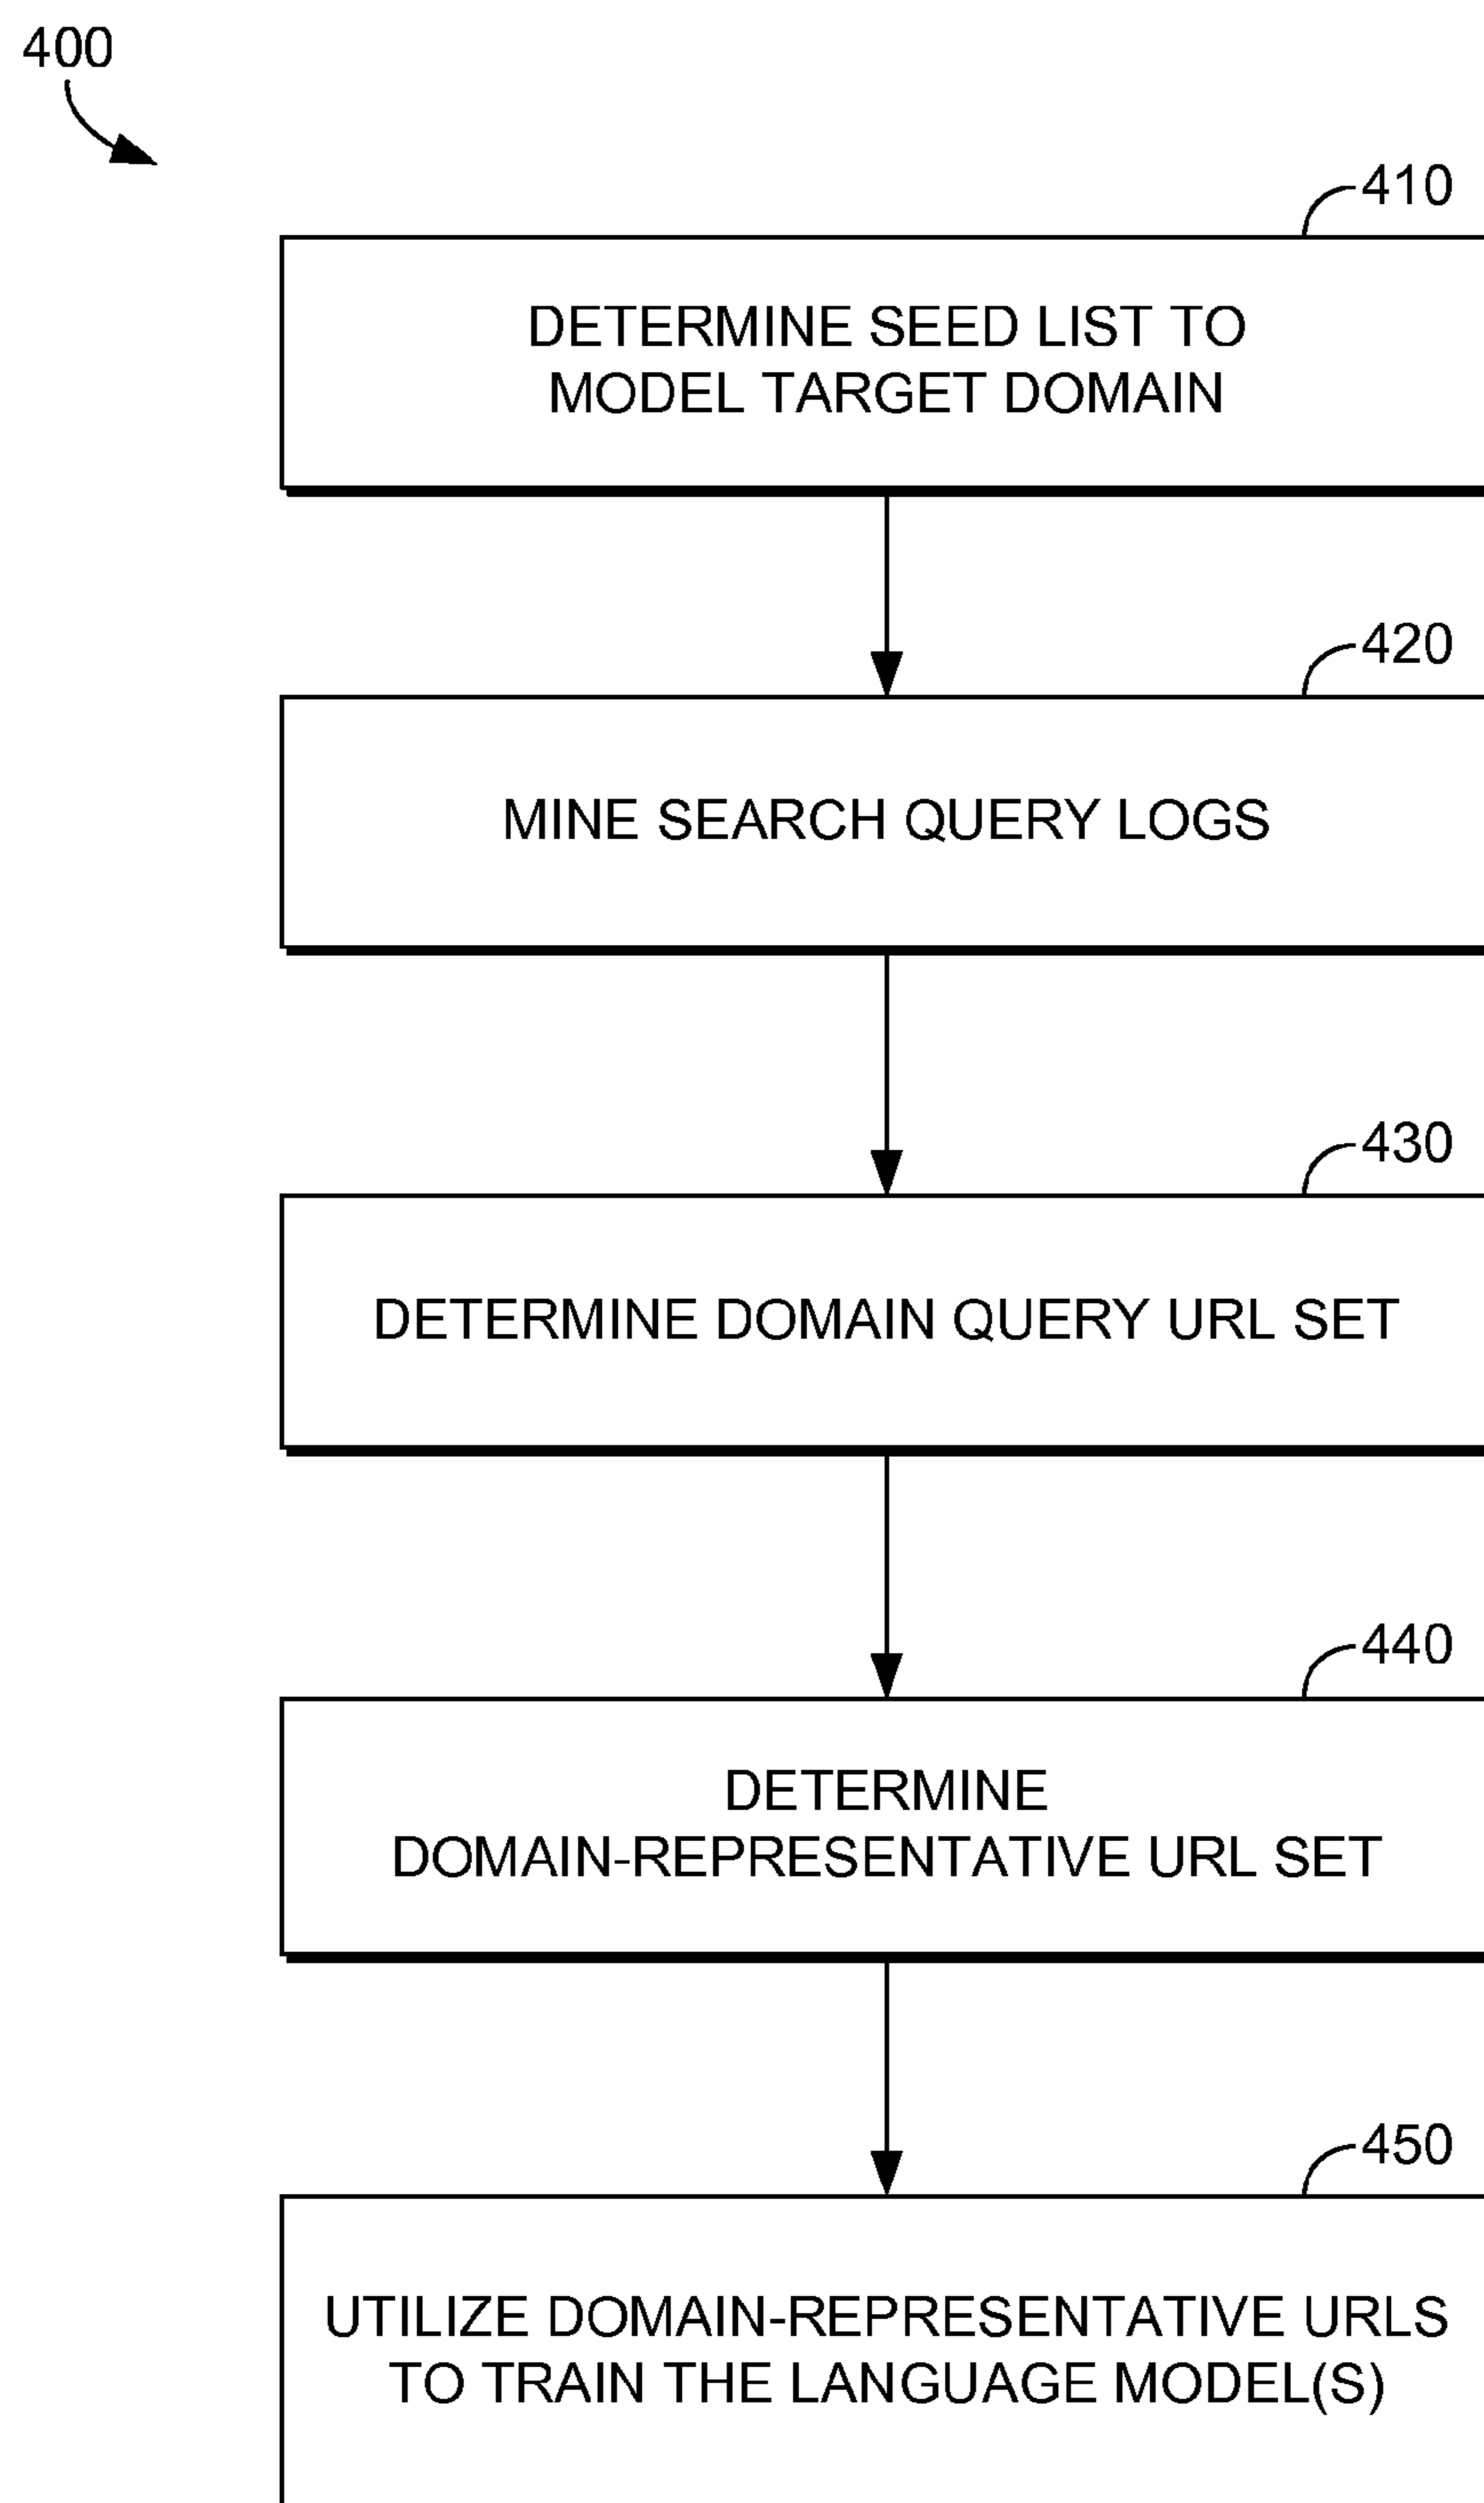 400
410
DETERMINE SEED LIST TO
MODEL TARGET DOMAIN
420
MINE SEARCH QUERY LOGS
430
DETERMINE DOMAIN QUERY URL SET
440
DETERMINE
DOMAIN-REPRESENTATIVE URL SET
450
UTILIZE DOMAIN-REPRESENTATIVE URLS
TO TRAIN THE LANGUAGE MODEL(S)